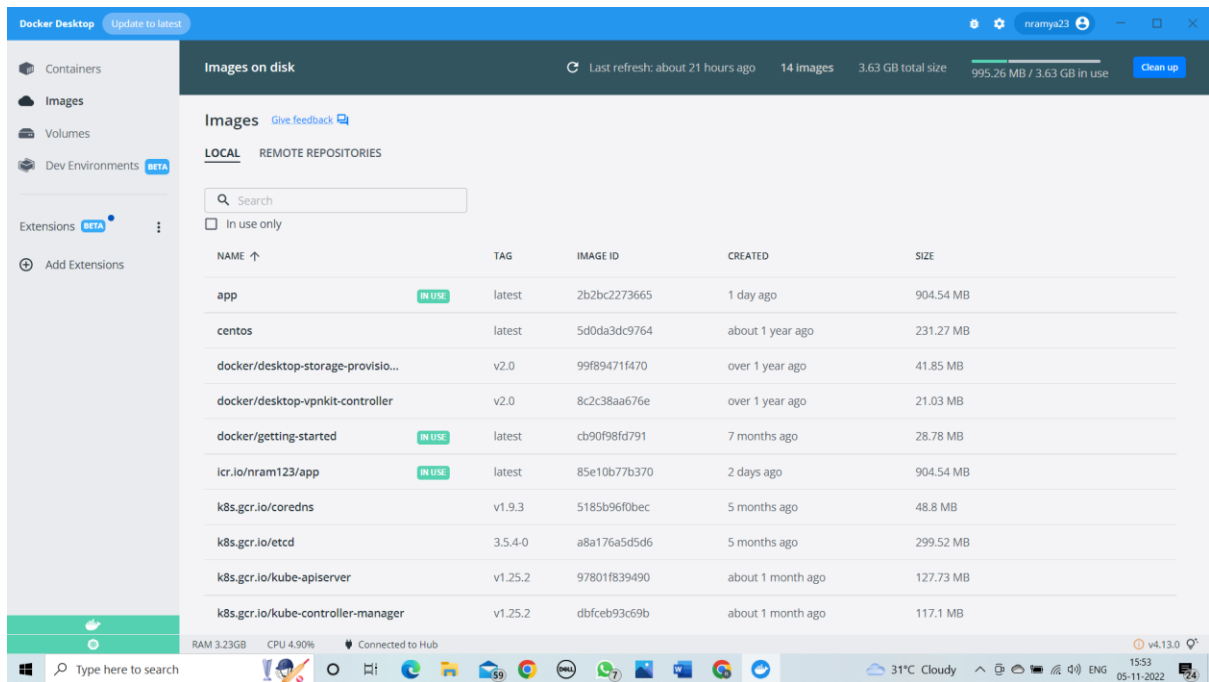 Docker Desktop Update to latest nramya23
Containers
Images
Volumes
Dev Environments BETA
Extensions BETA
Add Extensions
Images on disk Last refresh: about 21 hours ago 14 images 3.63 GB total size 995.26 MB / 3.63 GB in use Clean up
Images Give feedback
LOCAL REMOTE REPOSITORIES
Search
In use only
NAME TAG IMAGE ID CREATED SIZE
app IN USE latest 2b2bc2273665 1 day ago 904.54 MB
centos latest 5d0da3dc9764 about 1 year ago 231.27 MB
docker/desktop-storage-provisio... v2.0 99f89471f470 over 1 year ago 41.85 MB
docker/desktop-vpnkit-controller v2.0 8c2c38aa676e over 1 year ago 21.03 MB
docker/getting-started IN USE latest cb90f98fd791 7 months ago 28.78 MB
icr.io/nram123/app IN USE latest 85e10b77b370 2 days ago 904.54 MB
k8s.gcr.io/coredns v1.9.3 5185b96f0bec 5 months ago 48.8 MB
k8s.gcr.io/etcd 3.5.4-0 a8a176a5d5d6 5 months ago 299.52 MB
k8s.gcr.io/kube-apiserver v1.25.2 97801f839490 about 1 month ago 127.73 MB
k8s.gcr.io/kube-controller-manager v1.25.2 dbfceb93c69b about 1 month ago 117.1 MB
RAM 3.23GB CPU 4.90% Connected to Hub v4.13.0
Type here to search 59 DELL 7 31°C Cloudy ENG 15:53
05-11-2022 24